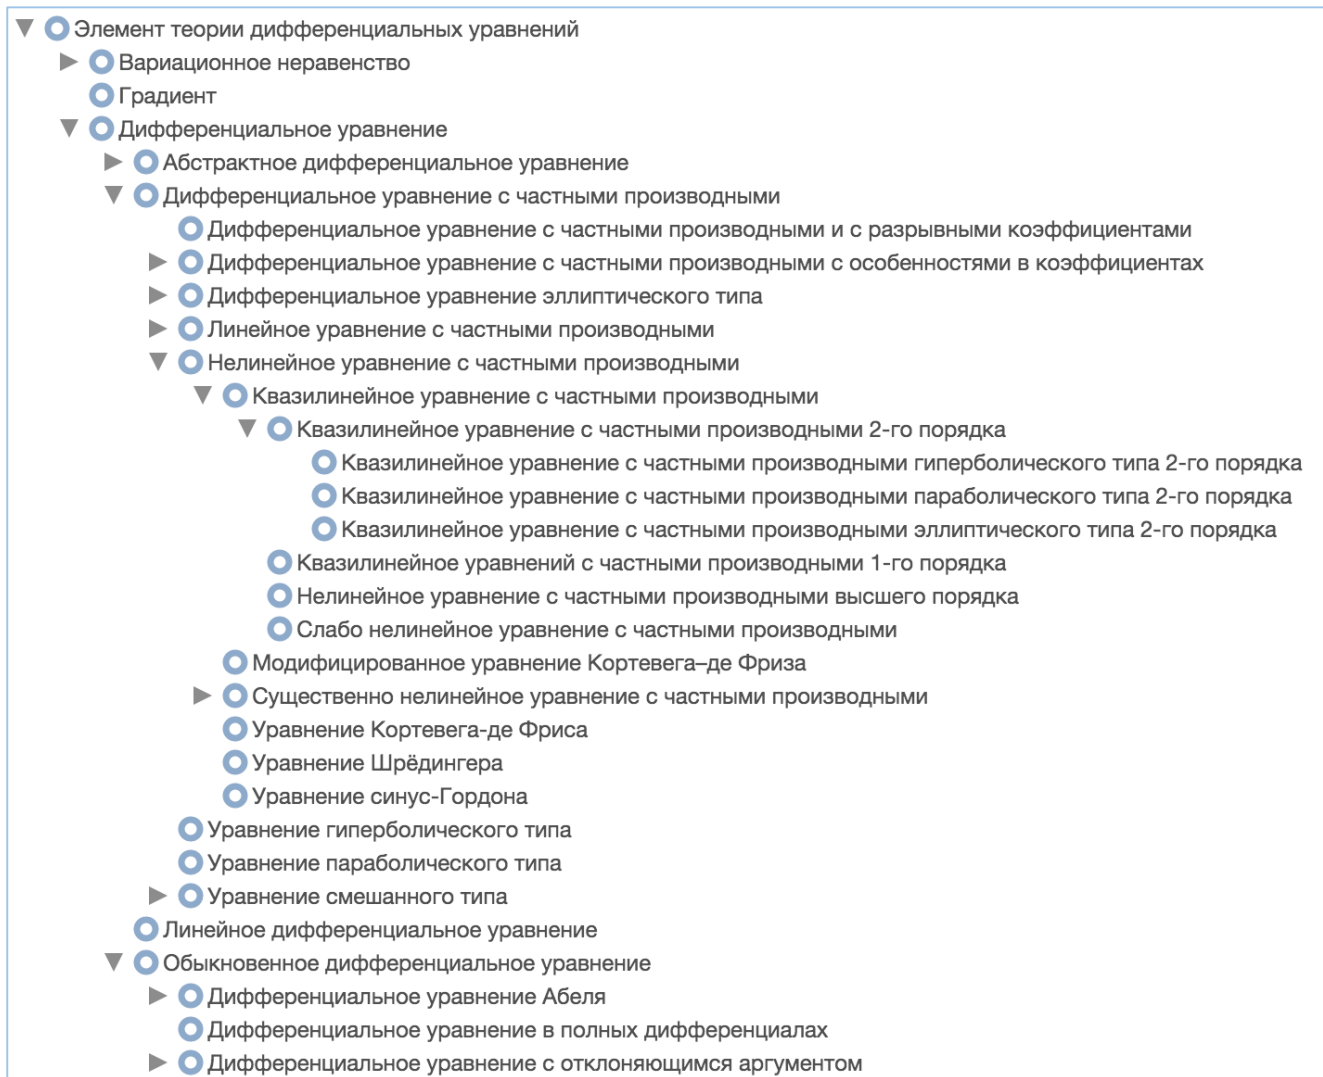 Элемент теории дифференциальных уравнений
Вариационное неравенство
Градиент
Дифференциальное уравнение
Абстрактное дифференциальное уравнение
Дифференциальное уравнение с частными производными
Дифференциальное уравнение с частными производными и с разрывными коэффициентами
Дифференциальное уравнение с частными производными с особенностями в коэффициентах
Дифференциальное уравнение эллиптического типа
Линейное уравнение с частными производными
Нелинейное уравнение с частными производными
Квазилинейное уравнение с частными производными
Квазилинейное уравнение с частными производными 2-го порядка
Квазилинейное уравнение с частными производными гиперболического типа 2-го порядка
Квазилинейное уравнение с частными производными параболического типа 2-го порядка
Квазилинейное уравнение с частными производными эллиптического типа 2-го порядка
Квазилинейное уравнений с частными производными 1-го порядка
Нелинейное уравнение с частными производными высшего порядка
Слабо нелинейное уравнение с частными производными
Модифицированное уравнение Кортевега–де Фриза
Существенно нелинейное уравнение с частными производными
Уравнение Кортевега-де Фриса
Уравнение Шрёдингера
Уравнение синус-Гордона
Уравнение гиперболического типа
Уравнение параболического типа
Уравнение смешанного типа
Линейное дифференциальное уравнение
Обыкновенное дифференциальное уравнение
Дифференциальное уравнение Абеля
Дифференциальное уравнение в полных дифференциалах
Дифференциальное уравнение с отклоняющимся аргументом